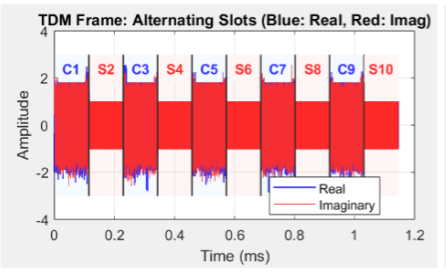 TDM Frame: Alternating Slots (Blue: Real, Red: Imag)
4
C1 S2 C3 S4 C5 S6 C7 S8 C9 S10
2
Amplitude
0
-2
Real
Imaginary
-4
0 0.2 0.4 0.6 0.8 1 1.2
Time (ms)